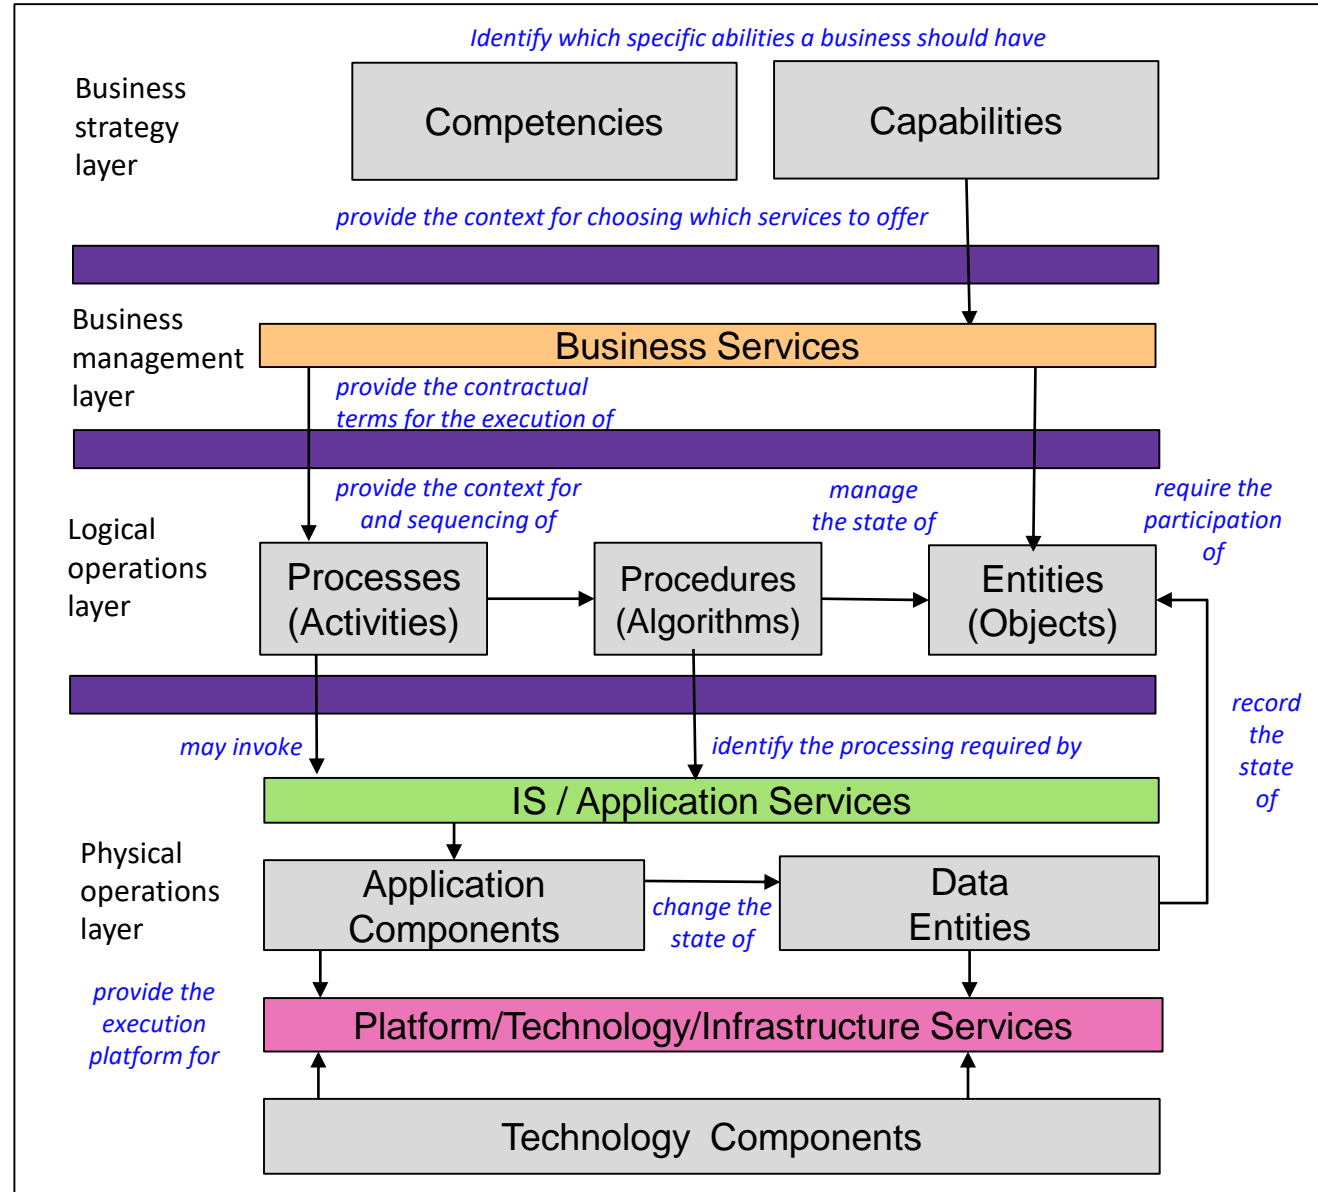 Identify which specific abilities a business should have
Business
strategy
layer
Competencies
Capabilities
provide the context for choosing which services to offer
Business
management
layer
Business Services
provide the contractual
terms for the execution of
provide the context for
and sequencing of
manage
the state of
require the
participation
of
Logical
operations
layer
Processes
(Activities)
Procedures
(Algorithms)
Entities
(Objects)
may invoke
identify the processing required by
record
the
state
of
IS / Application Services
Physical
operations
layer
Application
Components
change the
state of
Data
Entities
provide the
execution
platform for
Platform/Technology/Infrastructure Services
Technology Components